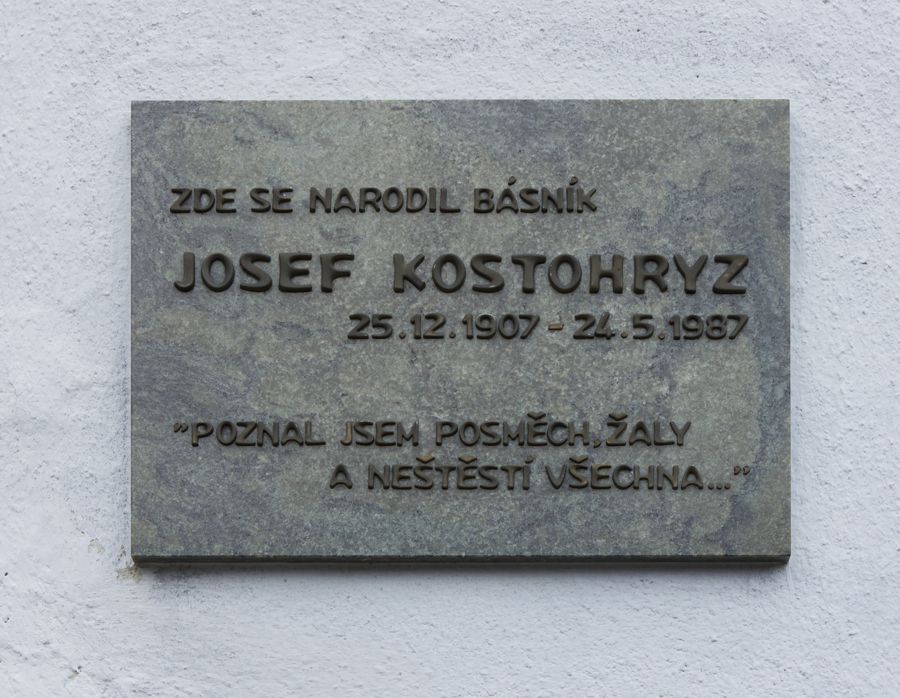 ZDE SE NARODIL BÁSNÍK
JOSEF KOSTOHRYZ
25.12.1907 - 24.5.1987
"POZNAL JSEM POSMĚCH, ŽALY
A NEŠTĚSTÍ VŠECHNA..."